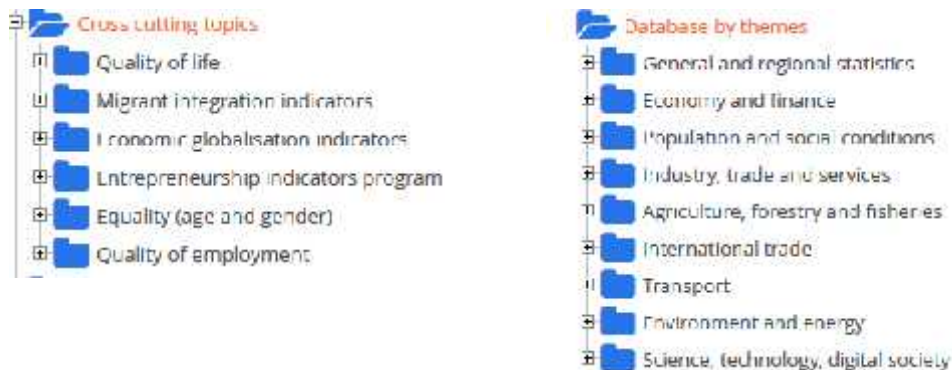 Cross cutting topics
Quality of life
Migrant integration indicators
Economic globalisation indicators
Entrepreneurship indicators program
Equality (age and gender)
Quality of employment
Database by themes
General and regional statistics
Economy and finance
Population and social conditions
Industry, trade and services
Agriculture, forestry and fisheries
International trade
Transport
Environment and energy
Science, technology, digital society